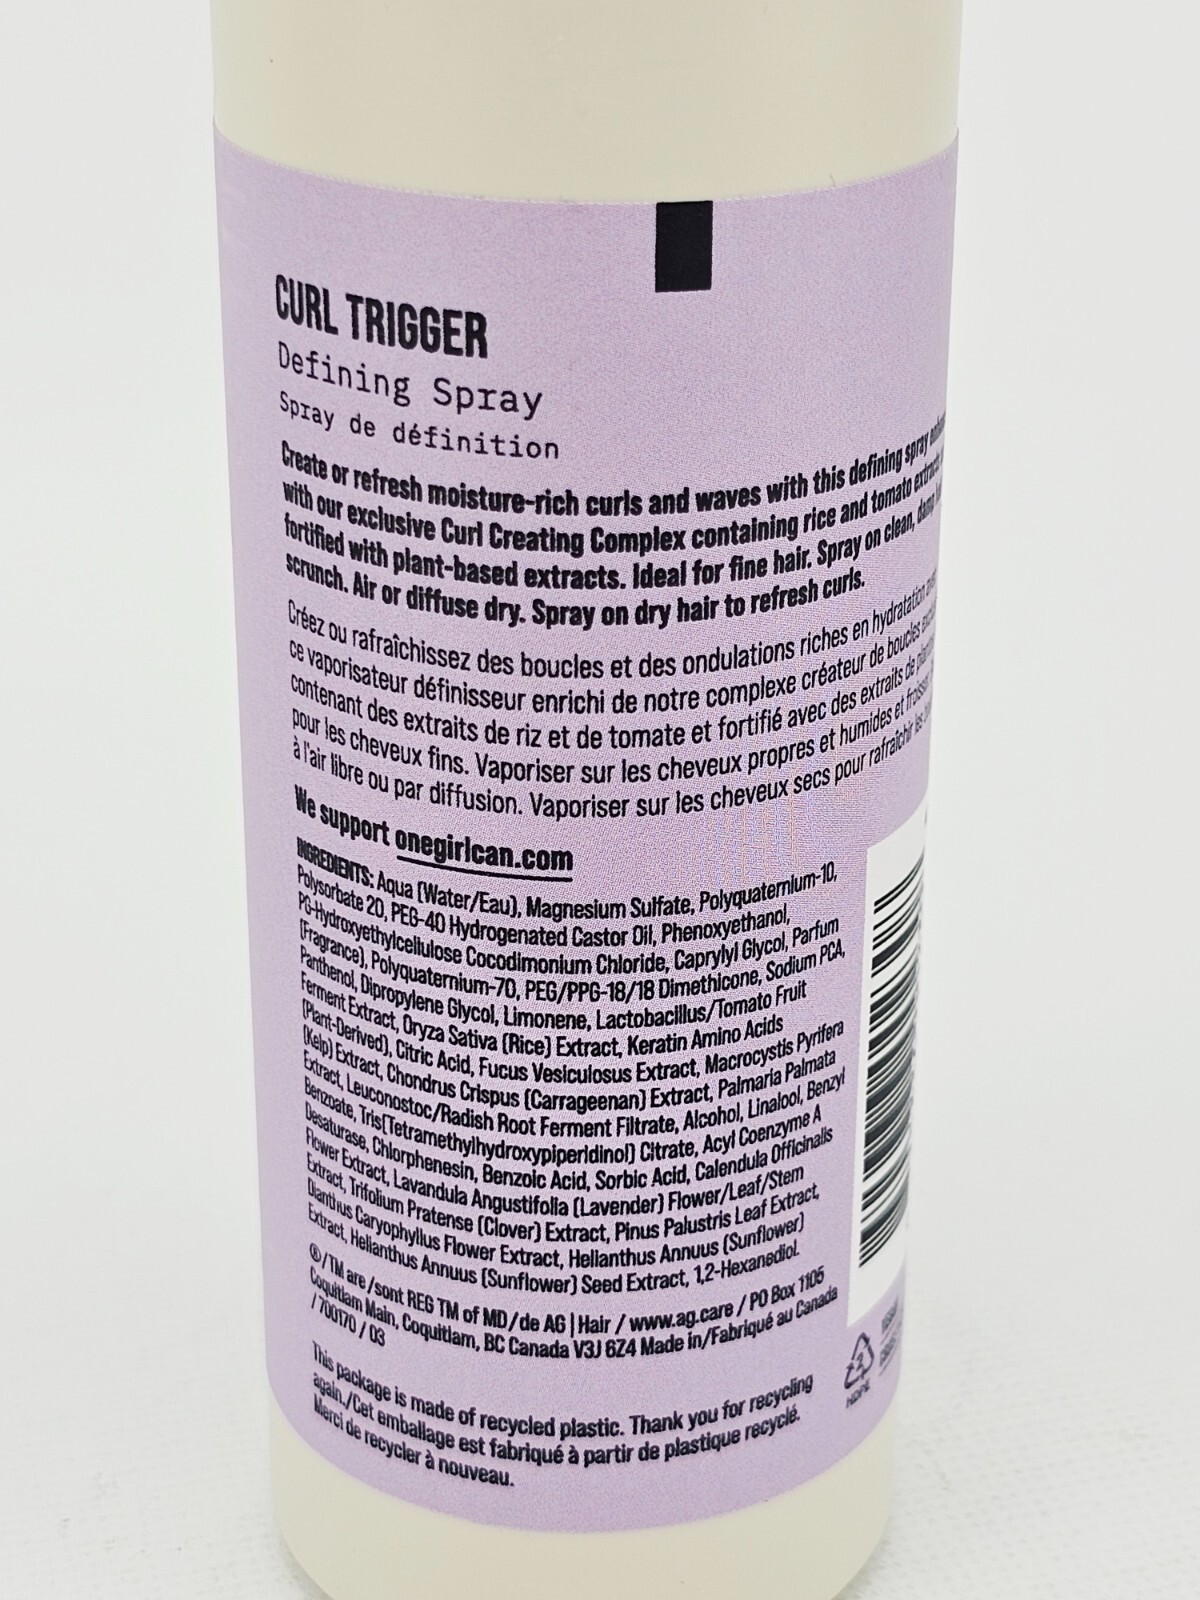 CURL TRIGGER
Defining Spray
Spray de définition
Create or refresh moisture-rich curls and waves with this defining spray
with our exclusive Curl Creating Complex containing rice and tomato extracts
fortified with plant-based extracts. Ideal for fine hair. Spray on clean, damp
scrunch. Air or diffuse dry. Spray on dry hair to refresh curls.
Créez ou rafraîchissez des boucles et des ondulations riches en hydratation avec
ce vaporisateur définisseur enrichi de notre complexe créateur de boucles
contenant des extraits de riz et de tomate et fortifié avec des extraits de
pour les cheveux fins. Vaporiser sur les cheveux propres et humides et
à l'air libre ou par diffusion. Vaporiser sur les cheveux secs pour rafraîchir les
We support onegirlcan.com
INGREDIENTS: Aqua (Water/Eau), Magnesium Sulfate, Polyquaternium-10,
Polysorbate 20, PEG-40 Hydrogenated Castor Oil, Phenoxyethanol,
PG-Hydroxyethylcellulose Cocodimonium Chloride, Caprylyl Glycol, Parfum
(Fragrance), Polyquaternium-70, PEG/PPG-18/18 Dimethicone, Sodium PCA,
Panthenol, Dipropylene Glycol, Limonene, Lactobacillus/Tomato Fruit
Ferment Extract, Oryza Sativa (Rice) Extract, Keratin Amino Acids
(Plant-Derived), Citric Acid, Fucus Vesiculosus Extract, Macrocystis Pyrifera
(Kelp) Extract, Chondrus Crispus (Carrageenan) Extract, Palmaria Palmata
Extract, Leuconostoc/Radish Root Ferment Filtrate, Alcohol, Linalool, Benzyl
Benzoate, Tris(Tetramethylhydroxypiperidinol) Citrate, Acyl Coenzyme A
Desaturase, Chlorphenesin, Benzoic Acid, Sorbic Acid, Calendula Officinalis
Flower Extract, Lavandula Angustifolia (Lavender) Flower/Leaf/Stem
Extract, Trifolium Pratense (Clover) Extract, Pinus Palustris Leaf Extract,
Dianthus Caryophyllus Flower Extract, Helianthus Annuus (Sunflower)
Extract, Helianthus Annuus (Sunflower) Seed Extract, 1,2-Hexanediol.
®/TM are/sont REG TM of MD/de AG | Hair / www.ag.care / PO Box 1105
Coquitlam Main, Coquitlam, BC Canada V3J 6Z4 Made in/Fabriqué au Canada
/ 700170 / 03
This package is made of recycled plastic. Thank you for recycling
again./Cet emballage est fabriqué à partir de plastique recyclé.
Merci de recycler à nouveau.
2
HDPE